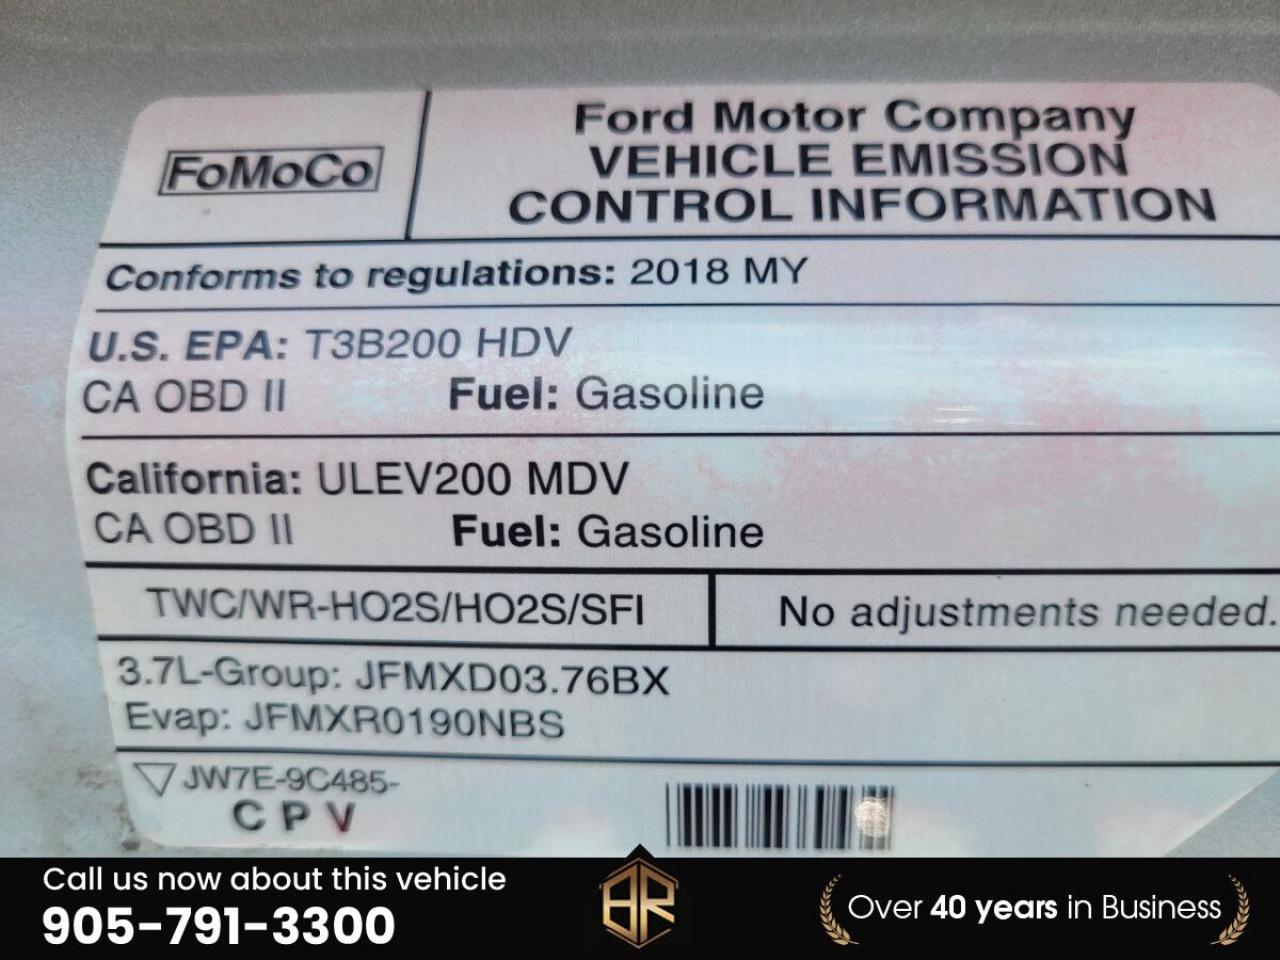 FoMoCo
Ford Motor Company
VEHICLE EMISSION
CONTROL INFORMATION
Conforms to regulations: 2018 MY
U.S. EPA: T3B200 HDV
CA OBD II Fuel: Gasoline
California: ULEV200 MDV
CA OBD II Fuel: Gasoline
TWC/WR-HO2S/HO2S/SFI No adjustments needed.
3.7L-Group: JFMXD03.76BX
Evap: JFMXR0190NBS
JW7E-9C485-
C P V
Call us now about this vehicle
905-791-3300
BR
Over 40 years in Business